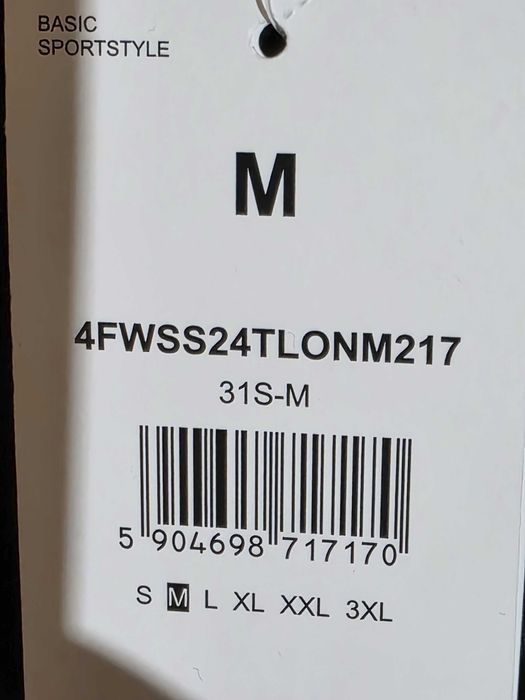 BASIC
SPORTSTYLE
M
4FWSS24TLONM217
31S-M
5 904698 717170
S M L XL XXL 3XL